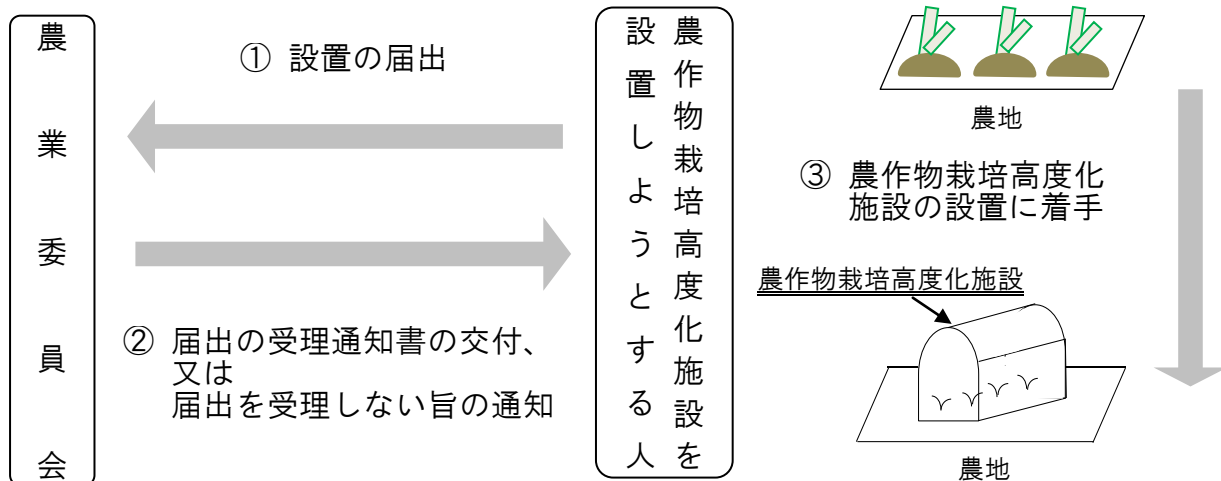 農業委員会
① 設置の届出
② 届出の受理通知書の交付、
又は
届出を受理しない旨の通知
農作物栽培高度化施設を
設置しようとする人
農地
③ 農作物栽培高度化
施設の設置に着手
農作物栽培高度化施設
農地